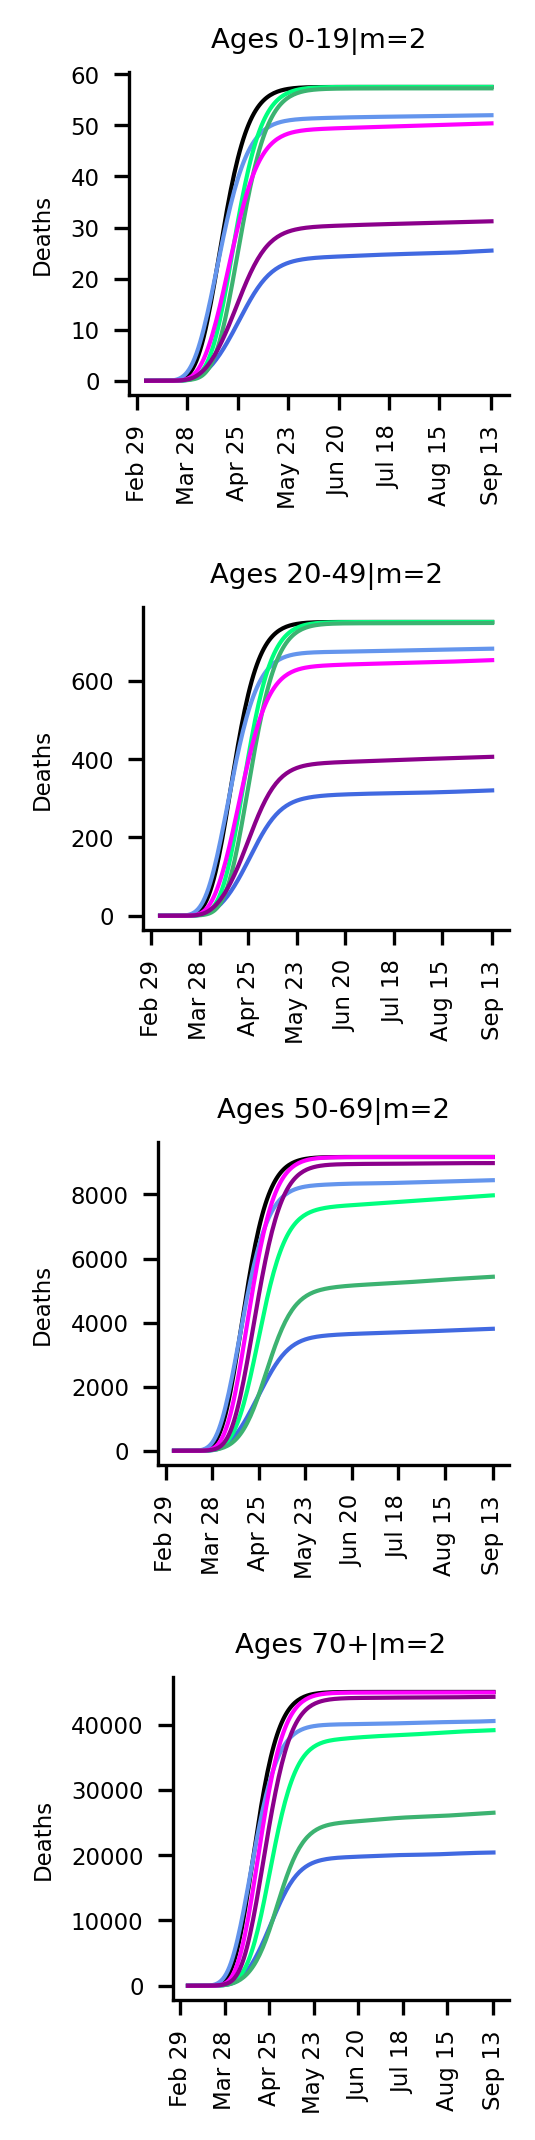 Ages 0-19|m=2
60
50
40
30
20
10
0
Deaths
Feb 29
Mar 28
Apr 25
May 23
Jun 20
Jul 18
Aug 15
Sep 13
Ages 20-49|m=2
600
400
200
0
Deaths
Feb 29
Mar 28
Apr 25
May 23
Jun 20
Jul 18
Aug 15
Sep 13
Ages 50-69|m=2
8000
6000
4000
2000
0
Deaths
Feb 29
Mar 28
Apr 25
May 23
Jun 20
Jul 18
Aug 15
Sep 13
Ages 70+|m=2
40000
30000
20000
10000
0
Deaths
Feb 29
Mar 28
Apr 25
May 23
Jun 20
Jul 18
Aug 15
Sep 13